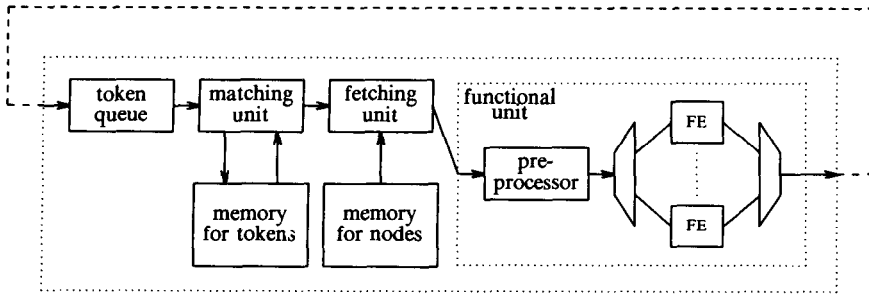 token
queue
matching
unit
fetching
unit
functional
unit
FE
pre-
processor
memory
for tokens
memory
for nodes
FE